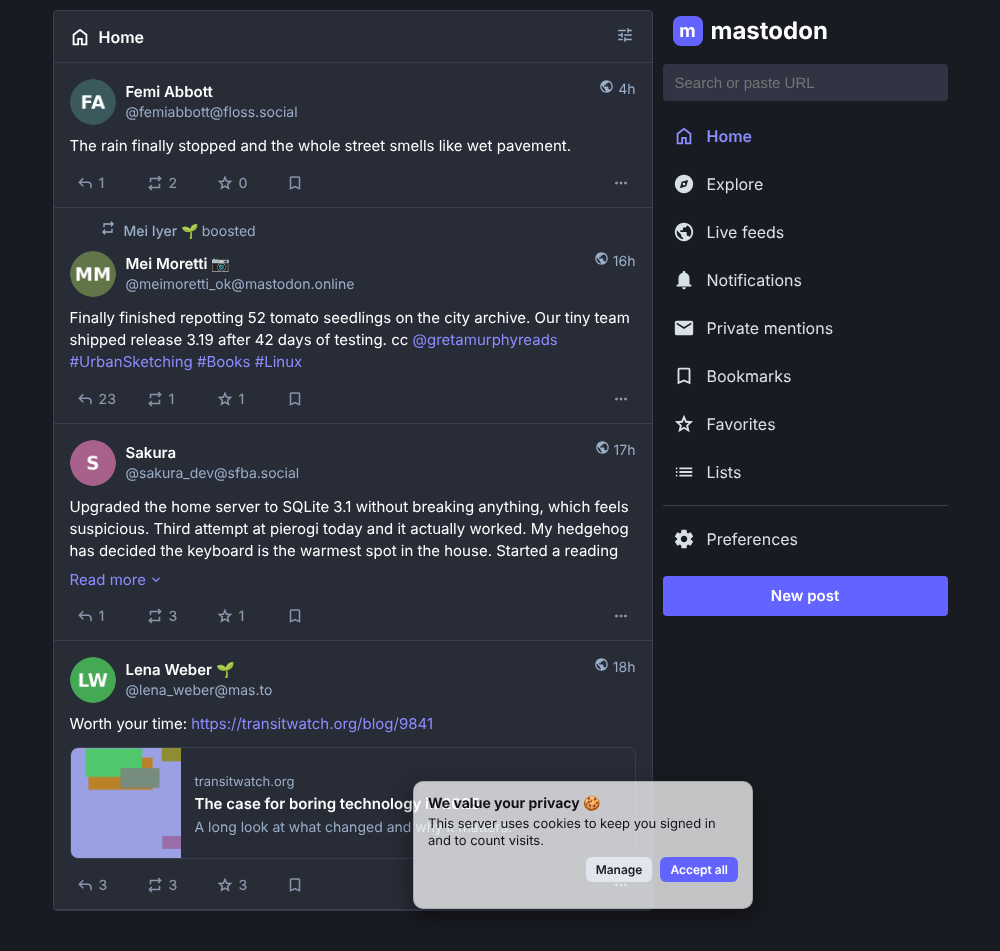 Home
FA
Femi Abbott
4h
@femiabbott@floss.social
The rain finally stopped and the whole street smells like wet pavement.
1 2 0
Mei Iyer 🌱 boosted
MM
Mei Moretti 📷
16h
@meimoretti_ok@mastodon.online
Finally finished repotting 52 tomato seedlings on the city archive. Our tiny team
shipped release 3.19 after 42 days of testing. cc @gretamurphyreads
#UrbanSketching #Books #Linux
23 1 1
S
Sakura
17h
@sakura_dev@sfba.social
Upgraded the home server to SQLite 3.1 without breaking anything, which feels
suspicious. Third attempt at pierogi today and it actually worked. My hedgehog
has decided the keyboard is the warmest spot in the house. Started a reading
Read more
1 3 1
LW
Lena Weber 🌱
18h
@lena_weber@mas.to
Worth your time: https://transitwatch.org/blog/9841
transitwatch.org
The case for boring technology
A long look at what changed and why it matters.
3 3 3
m mastodon
Search or paste URL
Home
Explore
Live feeds
Notifications
Private mentions
Bookmarks
Favorites
Lists
Preferences
New post
We value your privacy 🍪
This server uses cookies to keep you signed in
and to count visits.
Manage
Accept all